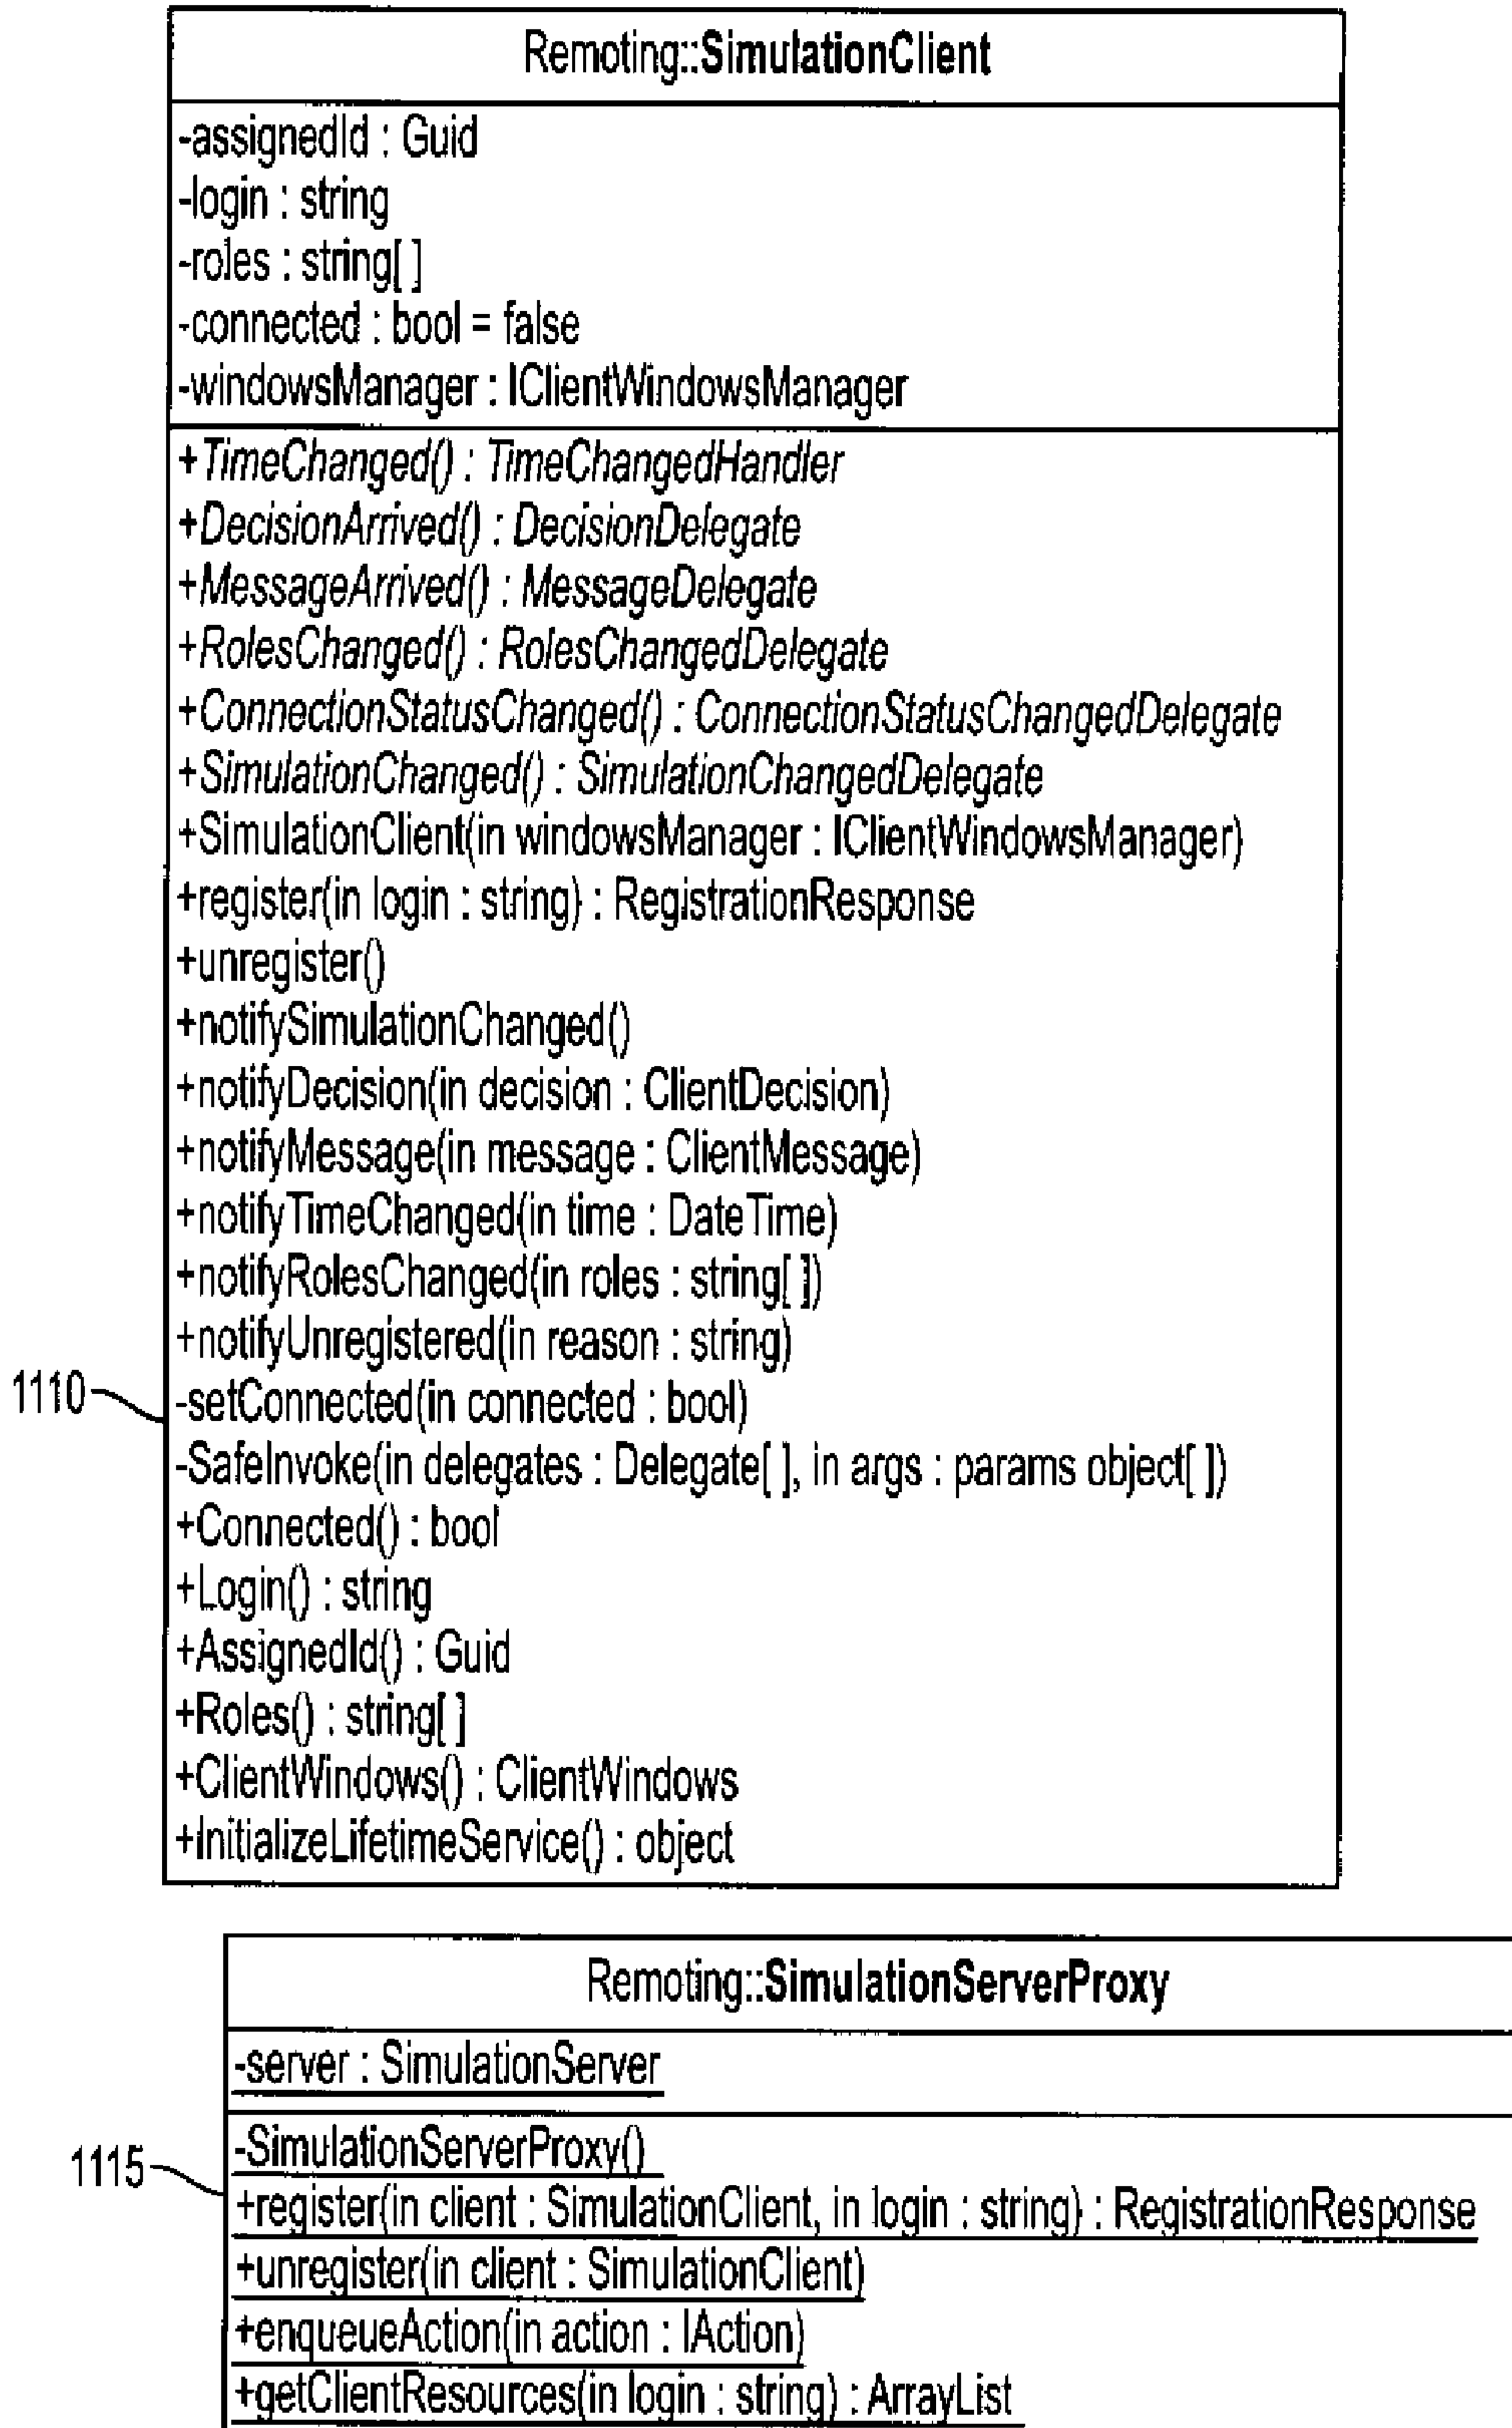 Remoting::SimulationClient
-assignedId : Guid
-login : string
-roles : string[ ]
-connected : bool = false
-windowsManager : IClientWindowsManager
+TimeChanged() : TimeChangedHandler
+DecisionArrived() : DecisionDelegate
+MessageArrived() : MessageDelegate
+RolesChanged() : RolesChangedDelegate
+ConnectionStatusChanged() : ConnectionStatusChangedDelegate
+SimulationChanged() : SimulationChangedDelegate
+SimulationClient(in windowsManager : IClientWindowsManager)
+register(in login : string) : RegistrationResponse
+unregister()
+notifySimulationChanged()
+notifyDecision(in decision : ClientDecision)
+notifyMessage(in message : ClientMessage)
+notifyTimeChanged(in time : DateTime)
+notifyRolesChanged(in roles : string[ ])
+notifyUnregistered(in reason : string)
1110
-setConnected(in connected : bool)
-SafeInvoke(in delegates : Delegate[ ], in args : params object[ ])
+Connected() : bool
+Login() : string
+AssignedId() : Guid
+Roles() : string[ ]
+ClientWindows() : ClientWindows
+InitializeLifetimeService() : object
Remoting::SimulationServerProxy
-server : SimulationServer
-SimulationServerProxy()
1115
+register(in client : SimulationClient, in login : string) : RegistrationResponse
+unregister(in client : SimulationClient)
+enqueueAction(in action : IAction)
+getClientResources(in login : string) : ArrayList